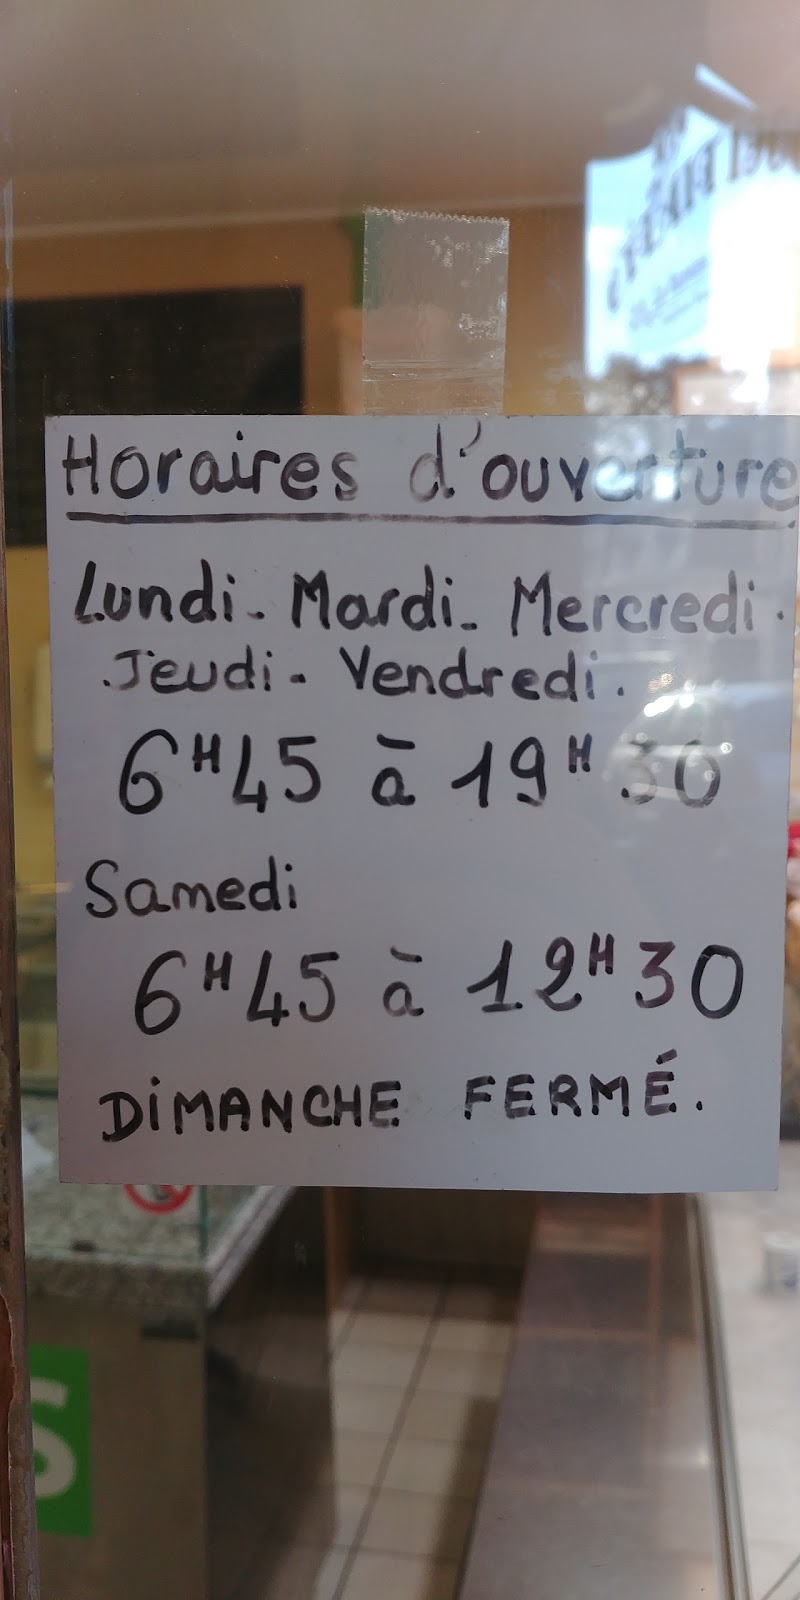 Horaires d'ouverture
Lundi - Mardi - Mercredi -
Jeudi - Vendredi.
6H45 à 19H30
Samedi
6H45 à 12H30
DiMANCHE FERMÉ.
S